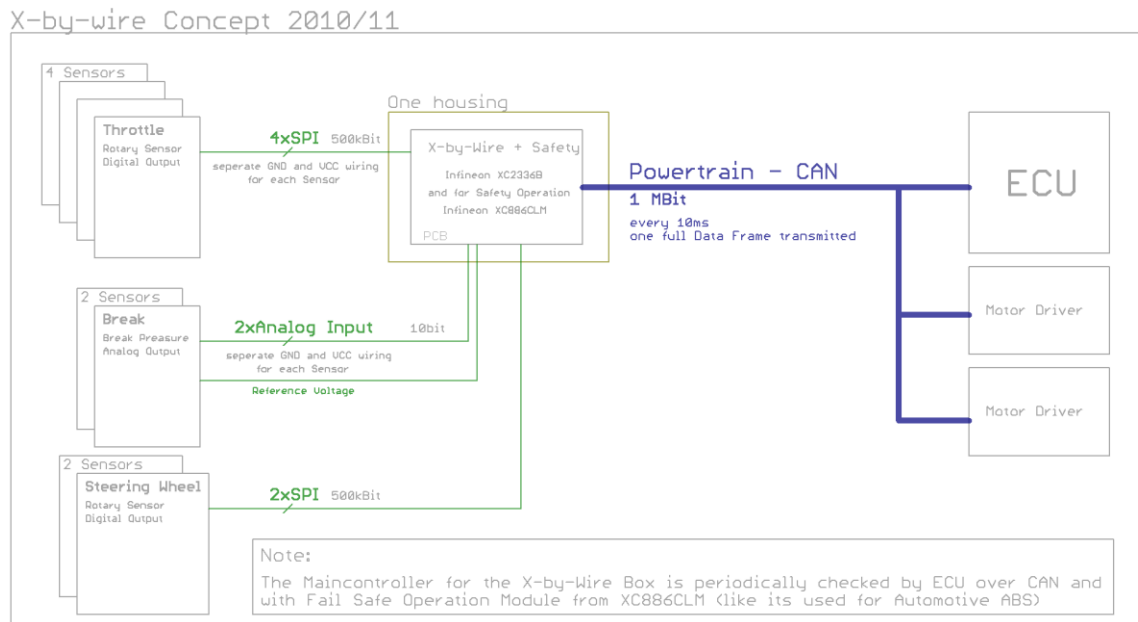 X-by-wire Concept 2010/11
4 Sensors
Throttle
Rotary Sensor
Digital Output
4xSPI 500kBit
seperate GND and VCC wiring
for each Sensor
One housing
X-by-Wire + Safety
Infineon XC2336B
and for Safety Operation
Infineon XC886CLM
PCB
Powertrain - CAN
1 MBit
every 10ms
one full Data Frame transmitted
ECU
Motor Driver
Motor Driver
2 Sensors
Break
Break Preasure
Analog Output
2xAnalog Input 10bit
seperate GND and VCC wiring
for each Sensor
Reference Voltage
2 Sensors
Steering Wheel
Rotary Sensor
Digital Output
2xSPI 500kBit
Note:
The Maincontroller for the X-by-Wire Box is periodically checked by ECU over CAN and
with Fail Safe Operation Module from XC886CLM (like its used for Automotive ABS)